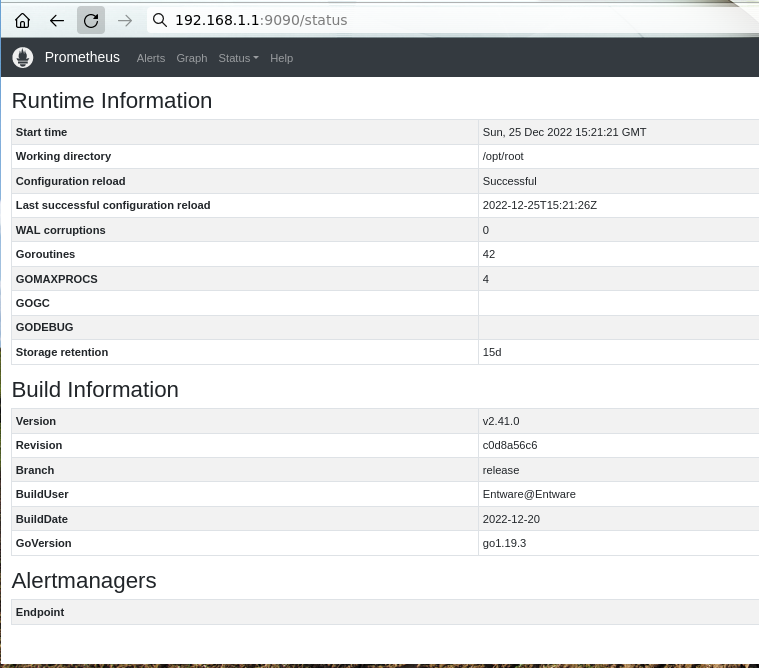 192.168.1.1:9090/status
Prometheus Alerts Graph Status Help
Runtime Information
Start time Sun, 25 Dec 2022 15:21:21 GMT
Working directory /opt/root
Configuration reload Successful
Last successful configuration reload 2022-12-25T15:21:26Z
WAL corruptions 0
Goroutines 42
GOMAXPROCS 4
GOGC
GODEBUG
Storage retention 15d
Build Information
Version v2.41.0
Revision c0d8a56c6
Branch release
BuildUser Entware@Entware
BuildDate 2022-12-20
GoVersion go1.19.3
Alertmanagers
Endpoint